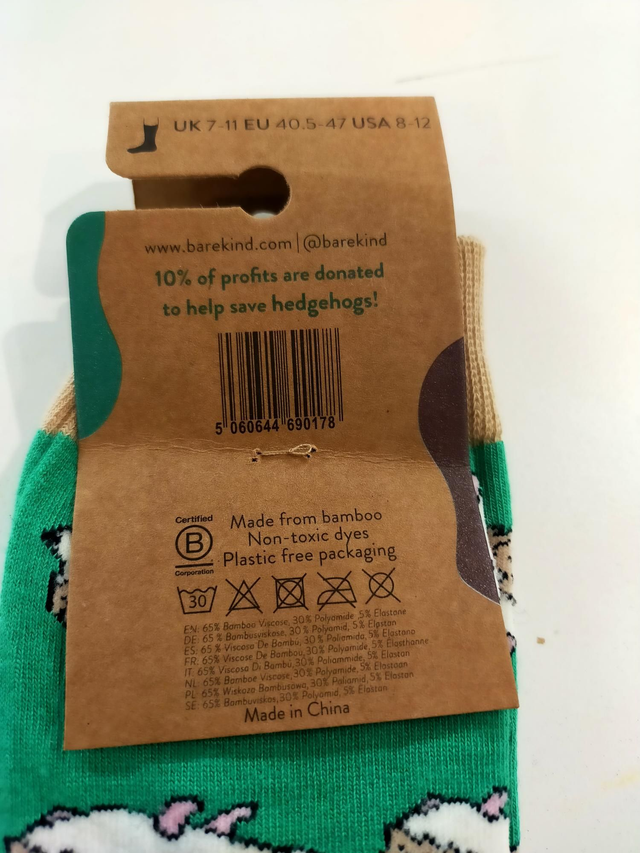 UK 7-11 EU 40.5-47 USA 8-12
www.barekind.com | @barekind
10% of profits are donated
to help save hedgehogs!
5 060644 690178
Certified
B
Corporation
Made from bamboo
Non-toxic dyes
Plastic free packaging
30
EN: 65% Bamboo Viscose, 30% Polyamide, 5% Elastane
DE: 65 % Bambusviskose, 30% Polyamid, 5% Elastan
ES: 65 % Viscosa De Bambú, 30% Poliamida, 5% Elastano
FR: 65% Viscose De Bambou, 30% Polyamide, 5% Élasthanne
IT: 65% Viscosa Di Bambù, 30% Poliammide, 5% Elastan
NL: 65% Bamboe Viscose, 30% Polyamide, 5% Elastaan
PL: 65% Wiskoza Bambusowa, 30% Poliamid, 5% Elastan
SE: 65% Bambuviskos, 30% Polyamid, 5% Elastan
Made in China